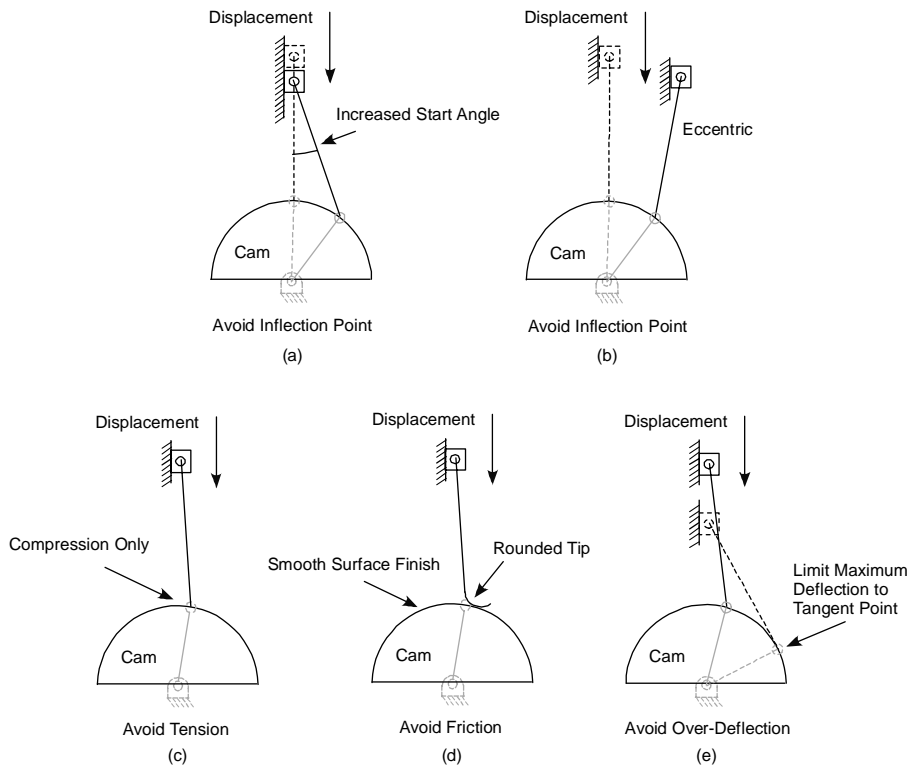 Displacement
Increased Start Angle
Cam
Avoid Inflection Point
(a)
Displacement
Eccentric
Cam
Avoid Inflection Point
(b)
Displacement
Compression Only
Cam
Avoid Tension
(c)
Displacement
Smooth Surface Finish
Rounded Tip
Cam
Avoid Friction
(d)
Displacement
Limit Maximum
Deflection to
Tangent Point
Cam
Avoid Over-Deflection
(e)